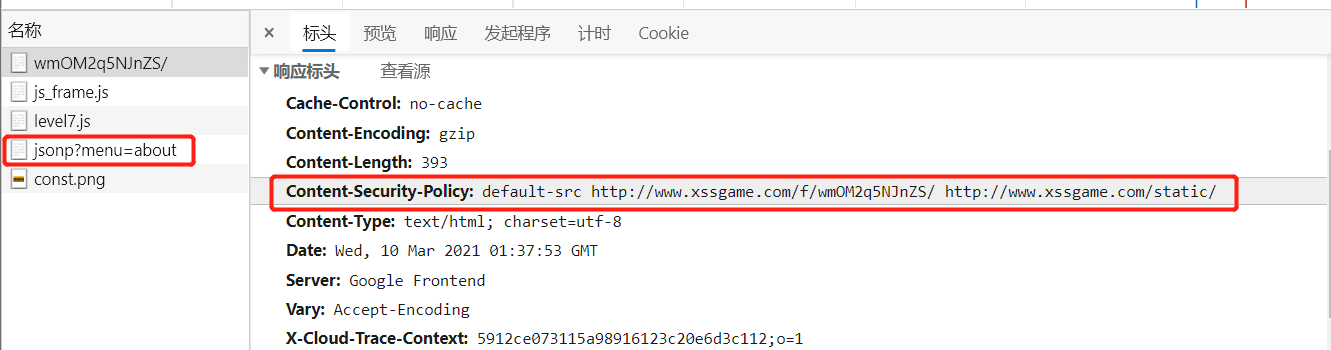 名称
wmOM2q5NJnZS/
js_frame.js
level7.js
jsonp?menu=about
const.png
× 标头 预览 响应 发起程序 计时 Cookie
响应标头 查看源
Cache-Control: no-cache
Content-Encoding: gzip
Content-Length: 393
Content-Security-Policy: default-src http://www.xssgame.com/f/wmOM2q5NJnZS/ http://www.xssgame.com/static/
Content-Type: text/html; charset=utf-8
Date: Wed, 10 Mar 2021 01:37:53 GMT
Server: Google Frontend
Vary: Accept-Encoding
X-Cloud-Trace-Context: 5912ce073115a98916123c20e6d3c112;o=1